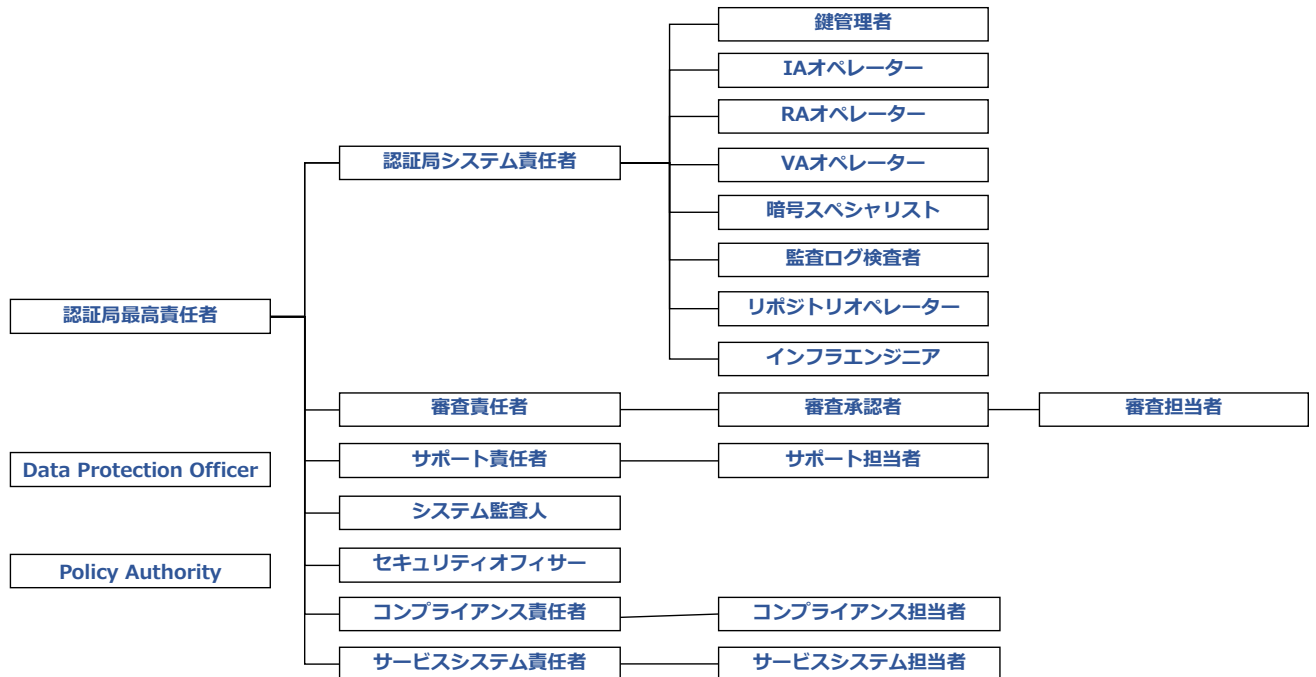 鍵管理者
IAオペレーター
RAオペレーター
認証局システム責任者
VAオペレーター
暗号スペシャリスト
監査ログ検査者
認証局最高責任者
リポジトリオペレーター
インフラエンジニア
審査責任者
審査承認者
審査担当者
Data Protection Officer
サポート責任者
サポート担当者
システム監査人
Policy Authority
セキュリティオフィサー
コンプライアンス責任者
コンプライアンス担当者
サービスシステム責任者
サービスシステム担当者